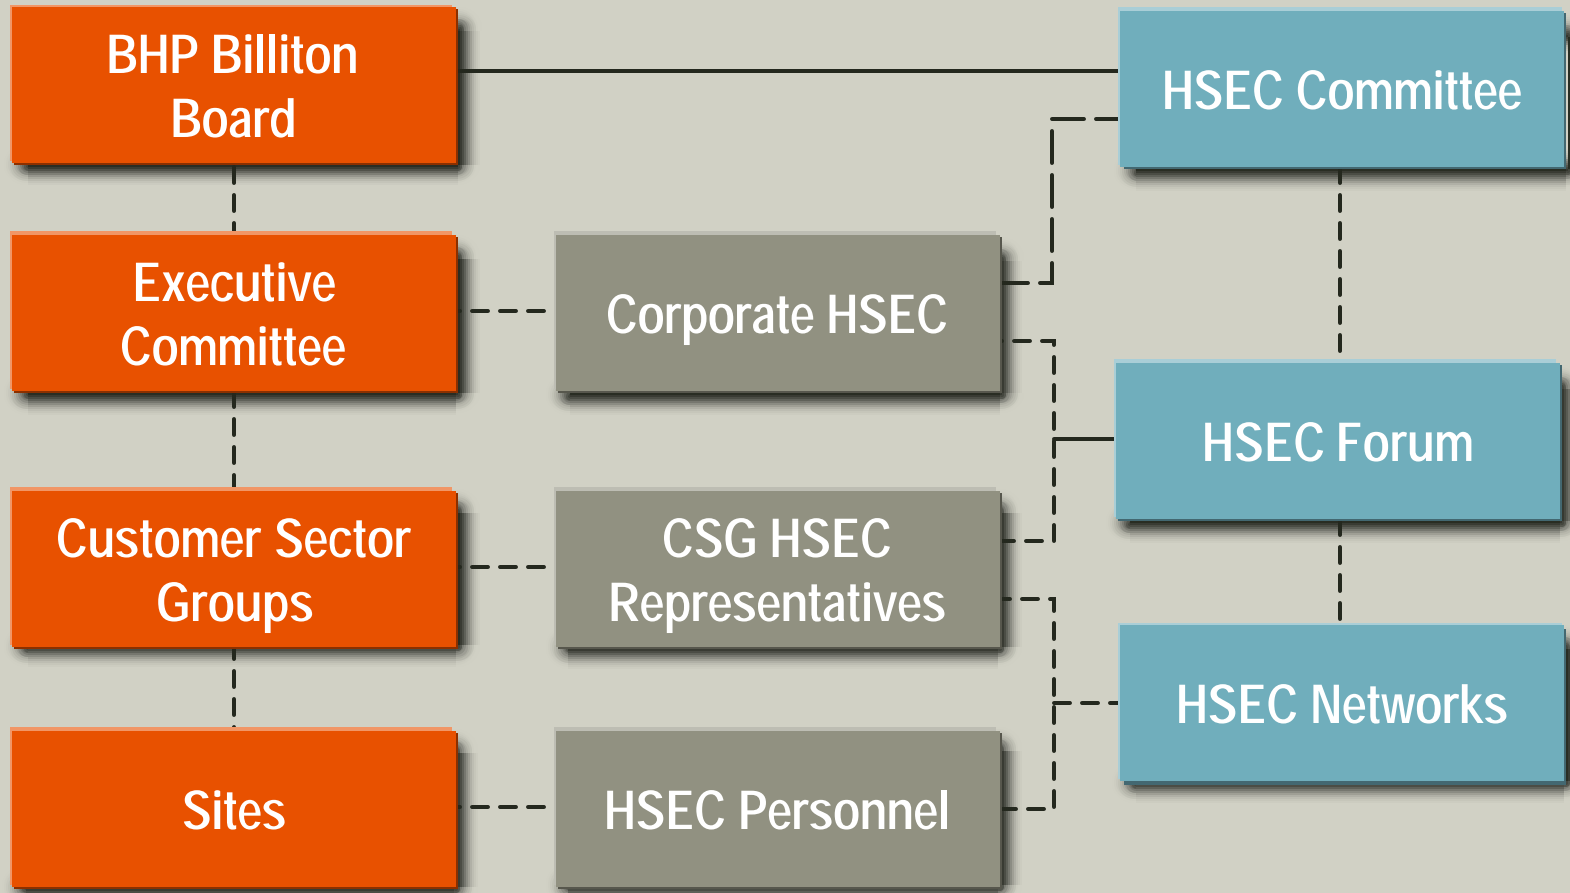 BHP Billiton
Board
HSEC Committee
Executive
Committee
Corporate HSEC
HSEC Forum
Customer Sector
Groups
CSG HSEC
Representatives
HSEC Networks
Sites
HSEC Personnel